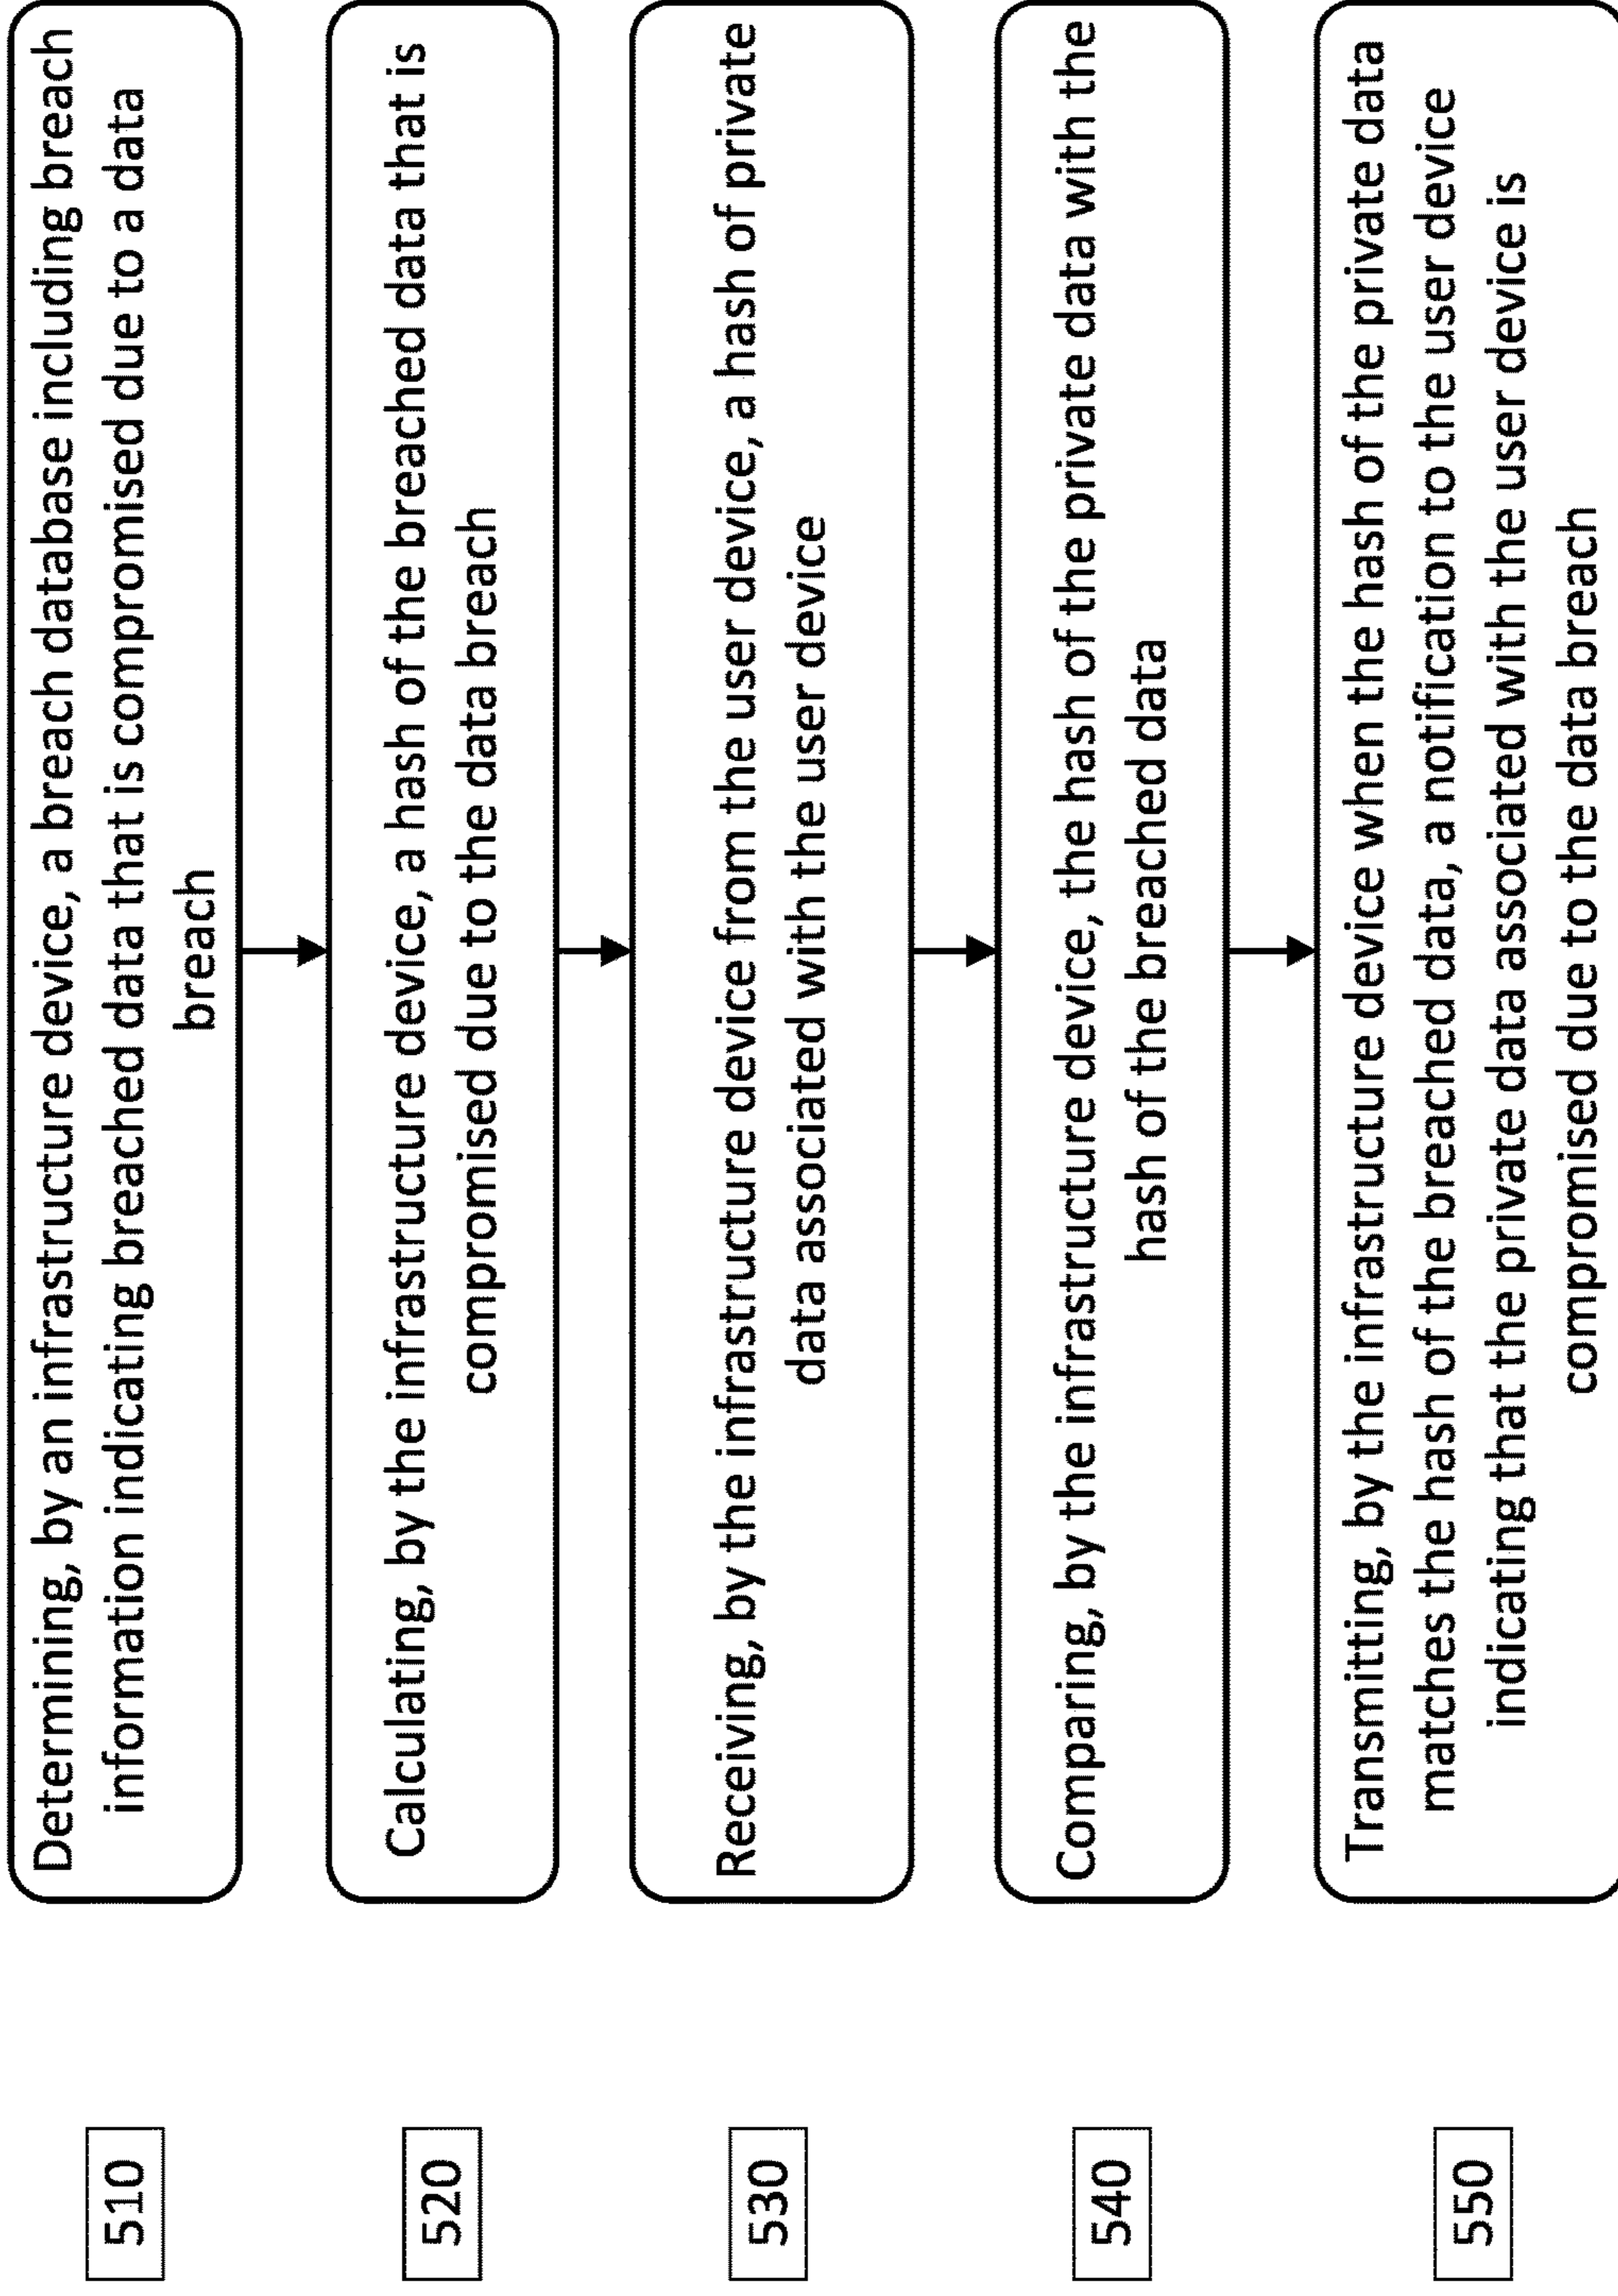 510
Determining, by an infrastructure device, a breach database including breach
information indicating breached data that is compromised due to a data
breach
520
Calculating, by the infrastructure device, a hash of the breached data that is
compromised due to the data breach
530
Receiving, by the infrastructure device from the user device, a hash of private
data associated with the user device
540
Comparing, by the infrastructure device, the hash of the private data with the
hash of the breached data
550
Transmitting, by the infrastructure device when the hash of the private data
matches the hash of the breached data, a notification to the user device
indicating that the private data associated with the user device is
compromised due to the data breach